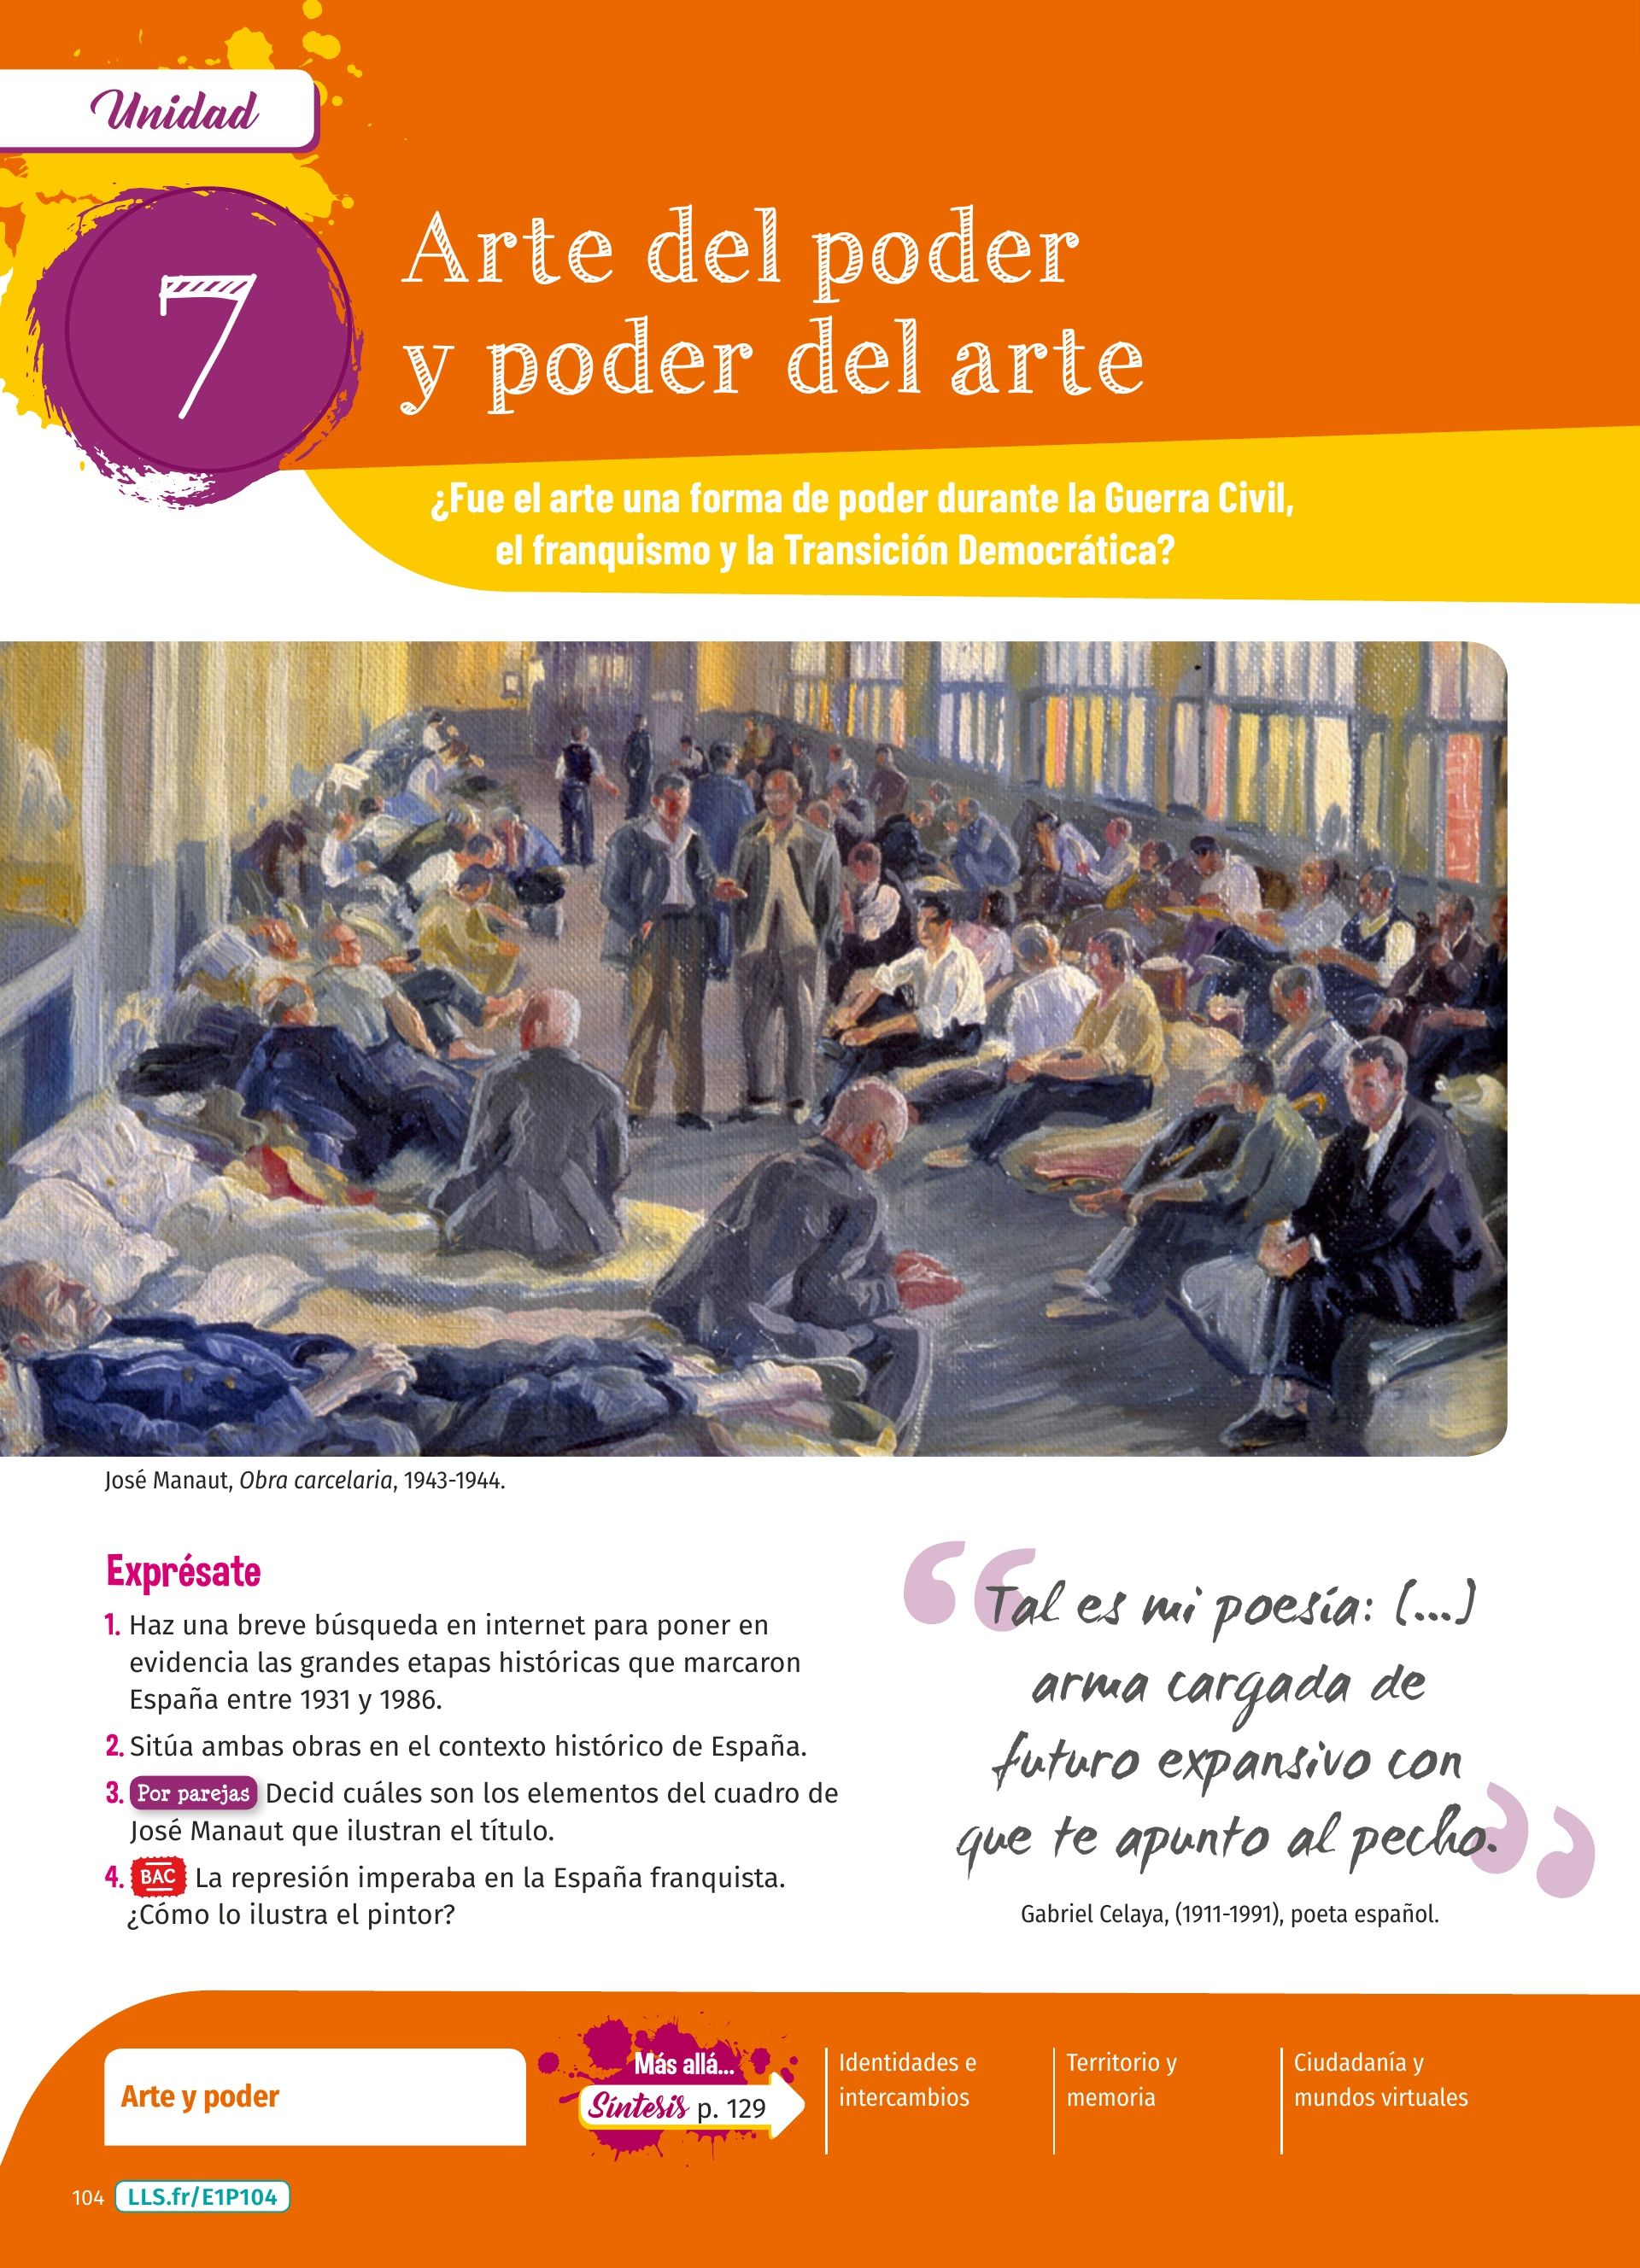 Unidad
7
Arte del poder
y poder del arte
¿Fue el arte una forma de poder durante la Guerra Civil,
el franquismo y la Transición Democrática?
José Manaut, Obra carcelaria, 1943-1944.
Exprésate
1. Haz una breve búsqueda en internet para poner en
evidencia las grandes etapas históricas que marcaron
España entre 1931 y 1986.
2. Sitúa ambas obras en el contexto histórico de España.
3. Por parejas Decid cuáles son los elementos del cuadro de
José Manaut que ilustran el título.
4. BAC La represión imperaba en la España franquista.
¿Cómo lo ilustra el pintor?
“Tal es mi poesía: (...)
arma cargada de
futuro expansivo con
que te apunto al pecho.”
Gabriel Celaya, (1911-1991), poeta español.
Arte y poder
Más allá...
Síntesis p. 129
Identidades e
intercambios
Territorio y
memoria
Ciudadanía y
mundos virtuales
104 LLS.fr/E1P104